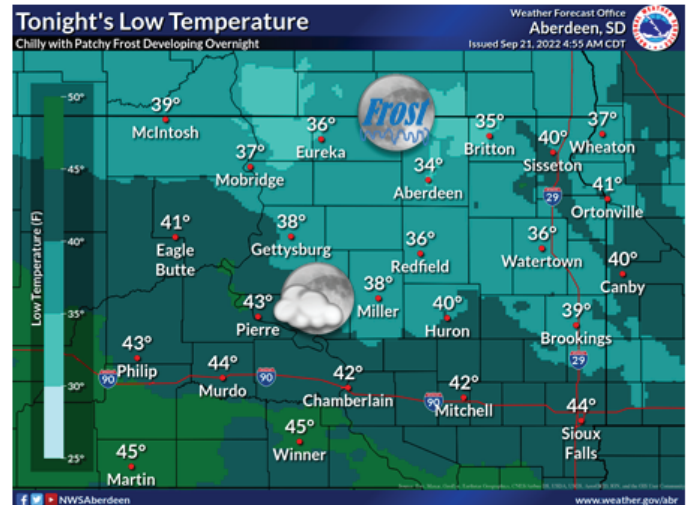 Tonight's Low Temperature
Chilly with Patchy Frost Developing Overnight
Weather Forecast Office
Aberdeen, SD
Issued Sep 21, 2022 4:55 AM CDT
Low Temperature (F)
50°
45°
40°
35°
30°
25°
Frost
39°
McIntosh
36°
Eureka
37°
Mobridge
34°
Aberdeen
35°
Britton
40°
Sisseton
37°
Wheaton
29
41°
Ortonville
41°
Eagle
Butte
38°
Gettysburg
36°
Redfield
36°
Watertown
40°
Canby
43°
Pierre
38°
Miller
40°
Huron
39°
Brookings
29
43°
Philip
90
44°
Murdo
90
42°
Chamberlain
42°
Mitchell
90
44°
Sioux
Falls
45°
Winner
45°
Martin
NWSAberdeen
www.weather.gov/abr